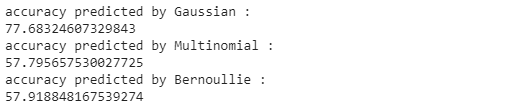 accuracy predicted by Gaussian :
77.68324607329843
accuracy predicted by Multinomial :
57.795657530027725
accuracy predicted by Bernoullie :
57.918848167539274